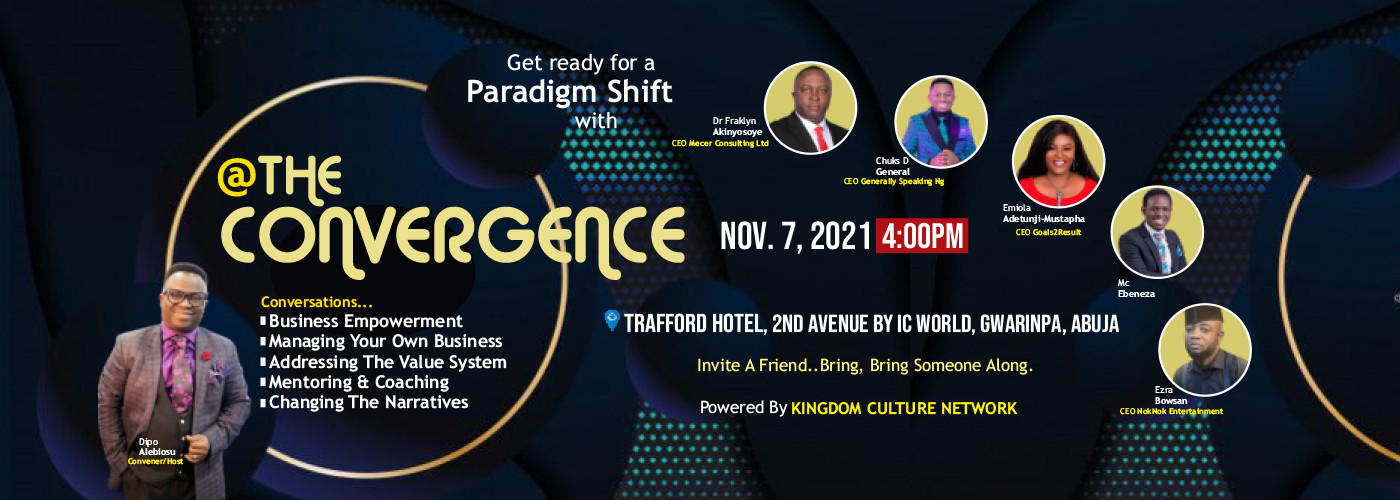 Get ready for a
Paradigm Shift
with
@THE
CONVERGENCE
Conversations...
Business Empowerment
Managing Your Own Business
Addressing The Value System
Mentoring & Coaching
Changing The Narratives
Dipo
Alebiosu
Convener/Host
Dr Fraklyn
Akinyosoye
CEO Mecer Consulting Ltd
Chuks D
General
CEO Generally Speaking Ng
Emiola
Adetunji-Mustapha
CEO Goals2Result
Mc
Ebeneza
Ezra
Bowsan
CEO NokNok Entertainment
NOV. 7, 2021 4:00PM
TRAFFORD HOTEL, 2ND AVENUE BY IC WORLD, GWARINPA, ABUJA
Invite A Friend..Bring, Bring Someone Along.
Powered By KINGDOM CULTURE NETWORK